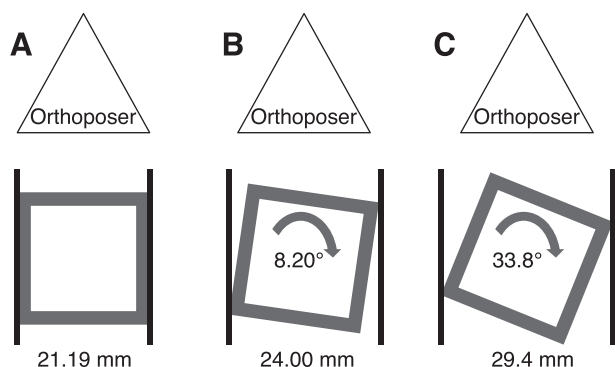 A
B
C
Orthoposer
Orthoposer
Orthoposer
8.20°
33.8°
21.19 mm
24.00 mm
29.4 mm